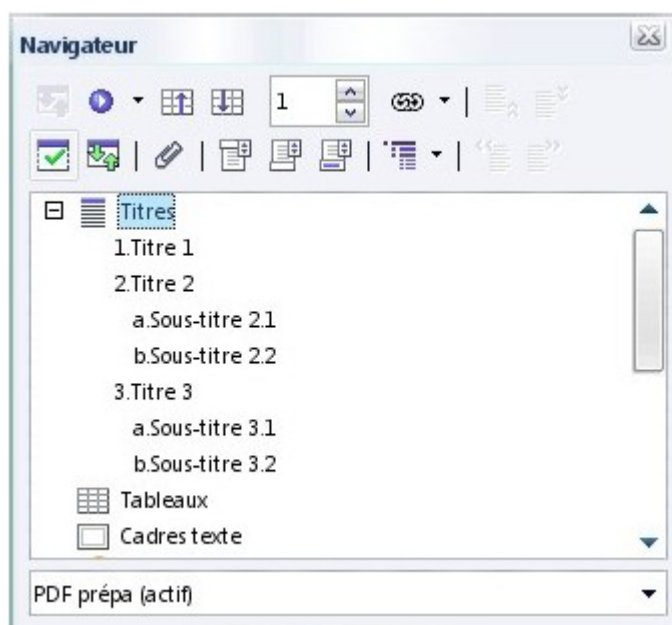 Navigateur
1
Titres
1.Titre 1
2.Titre 2
a.Sous-titre 2.1
b.Sous-titre 2.2
3.Titre 3
a.Sous-titre 3.1
b.Sous-titre 3.2
Tableaux
Cadres texte
PDF prépa (actif)